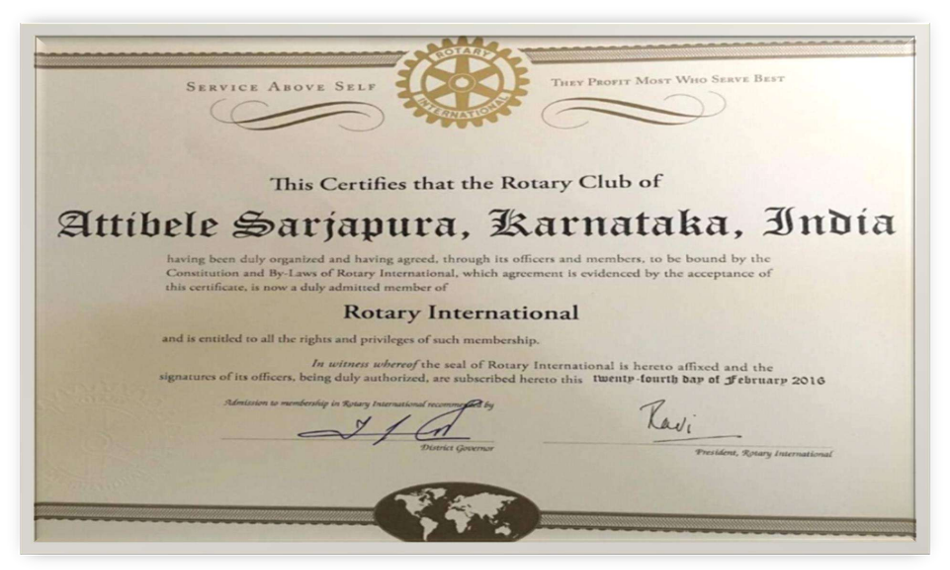 ROTARY
INTERNATIONAL
SERVICE ABOVE SELF
THEY PROFIT MOST WHO SERVE BEST
This Certifies that the Rotary Club of
Attibele Sarjapura, Karnataka, India
having been duly organized and having agreed, through its officers and members, to be bound by the
Constitution and By-Laws of Rotary International, which agreement is evidenced by the acceptance of
this certificate, is now a duly admitted member of
Rotary International
and is entitled to all the rights and privileges of such membership.
In witness whereof the seal of Rotary International is hereto affixed and the
signatures of its officers, being duly authorized, are subscribed hereto this twenty-fourth day of February 2016
Admission to membership in Rotary International recommended by
Ravi
District Governor
President, Rotary International